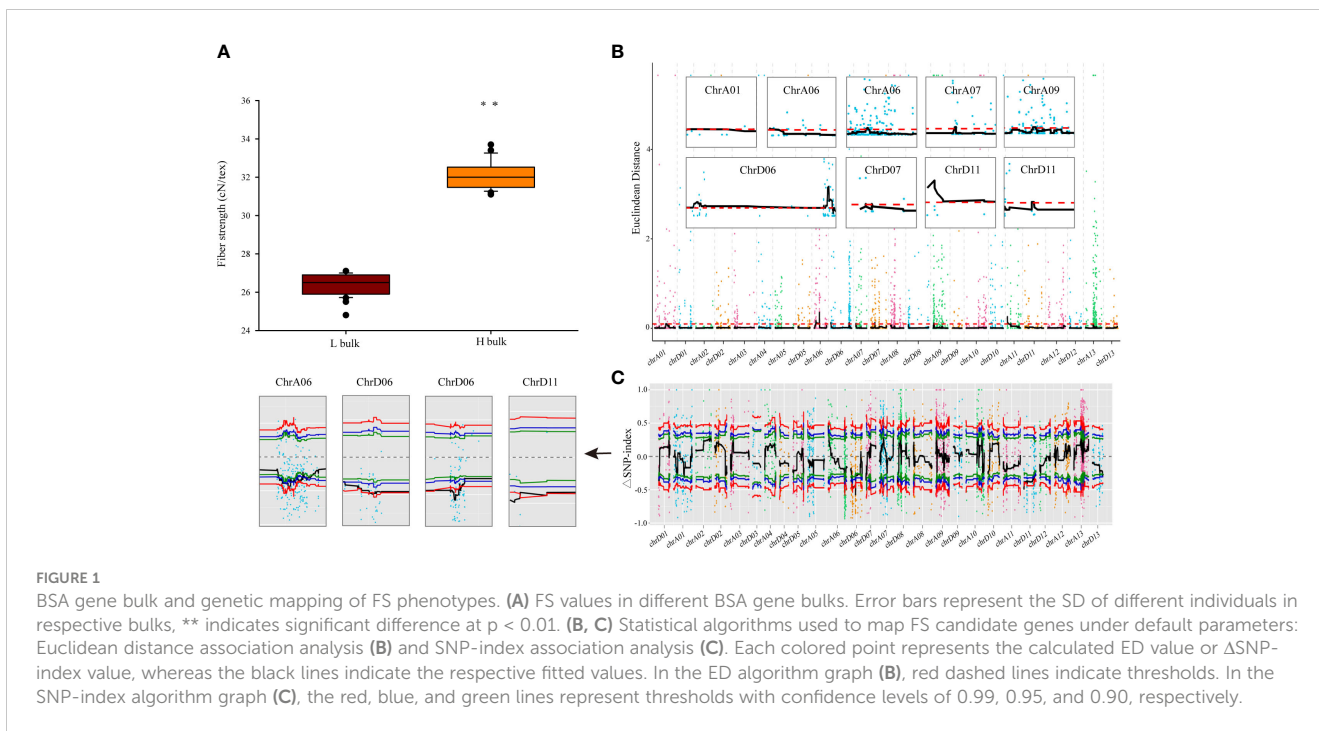 A
B
Fiber strength (cN/tex)
36
34
32
30
28
26
24
**
L bulk
H bulk
Euclindean Distance
4
2
0
ChrA01
ChrA06
ChrA06
ChrA07
ChrA09
ChrD06
ChrD07
ChrD11
ChrD11
chrA01
chrD01
chrA02
chrD02
chrA03
chrA04
chrA05
chrD05
chrA06
chrD06
chrA07
chrD07
chrA08
chrD08
chrA09
chrD09
chrA10
chrD10
chrA11
chrD11
chrA12
chrD12
chrA13
chrD13
ChrA06
ChrD06
ChrD06
ChrD11
C
△SNP-index
1.0
0.5
0.0
-0.5
-1.0
chrD01
chrA01
chrA02
chrD02
chrA03
chrD03
chrA04
chrD04
chrD05
chrA05
chrA06
chrD06
chrD07
chrA07
chrD08
chrA08
chrA09
chrD09
chrA10
chrD10
chrA11
chrD11
chrD12
chrA12
chrA13
chrD13
FIGURE 1
BSA gene bulk and genetic mapping of FS phenotypes. (A) FS values in different BSA gene bulks. Error bars represent the SD of different individuals in
respective bulks, ** indicates significant difference at p < 0.01. (B, C) Statistical algorithms used to map FS candidate genes under default parameters:
Euclidean distance association analysis (B) and SNP-index association analysis (C). Each colored point represents the calculated ED value or ΔSNP-
index value, whereas the black lines indicate the respective fitted values. In the ED algorithm graph (B), red dashed lines indicate thresholds. In the
SNP-index algorithm graph (C), the red, blue, and green lines represent thresholds with confidence levels of 0.99, 0.95, and 0.90, respectively.